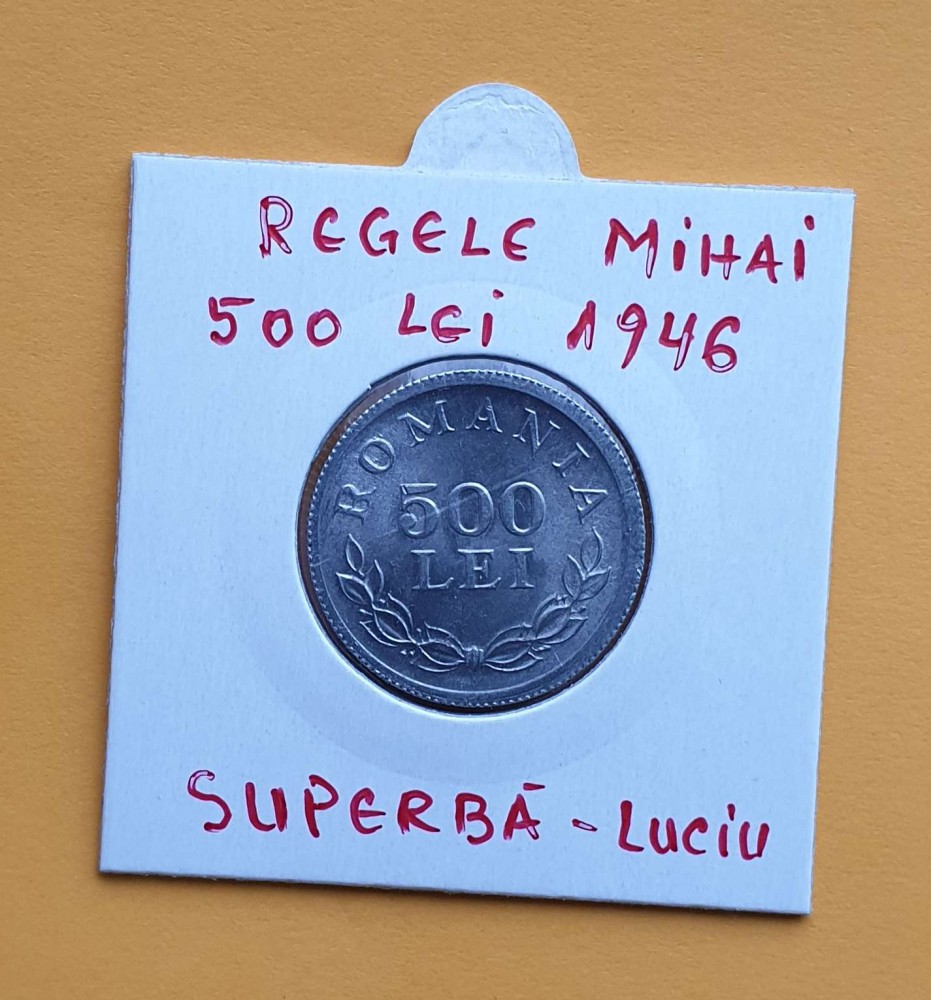 REGELE MiHAi
500 LEi 1946
ROMANIA
500
LEI
SUPERBĂ - Luciu